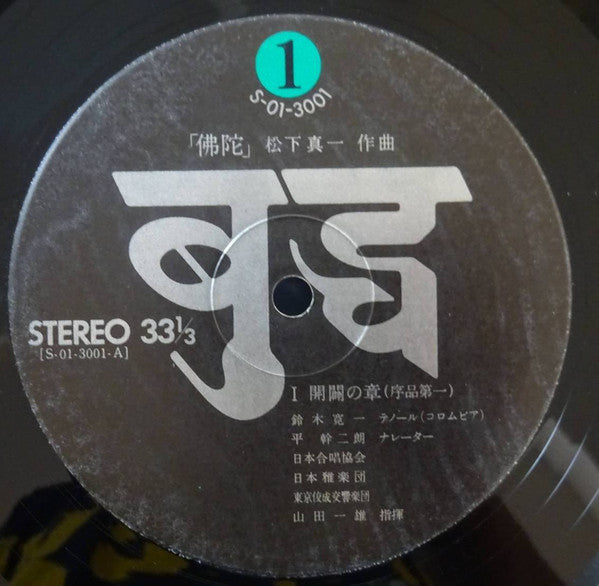 1
S-01-3001
「佛陀」 松下真一 作曲
बुद्ध
STEREO 33⅓
[S-01-3001-A]
I 開闢の章(序品第一)
鈴木寛一 テノール(コロムビア)
平 幹二朗 ナレーター
日本合唱協会
日本雅楽団
東京佼成交響楽団
山田一雄 指揮